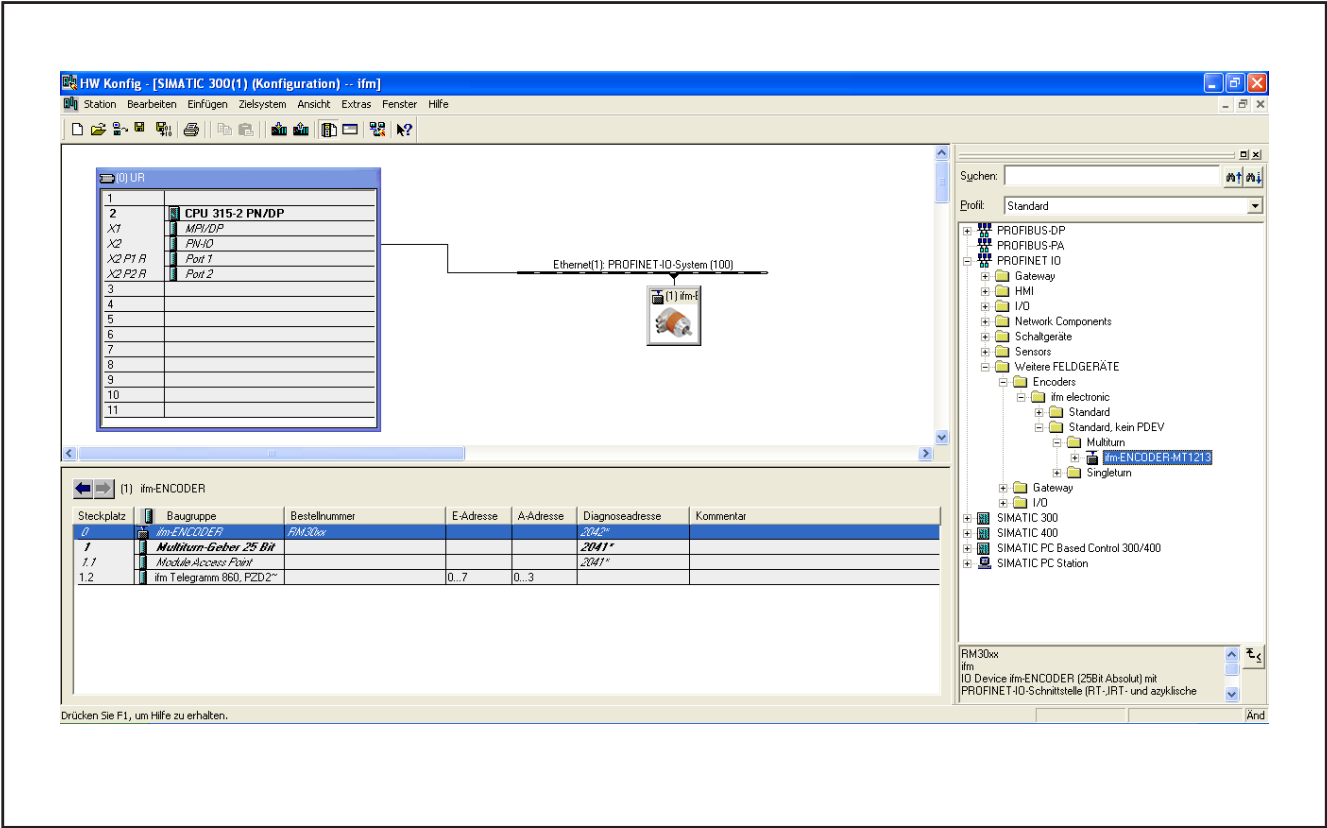 HW Konfig - [SIMATIC 300(1) (Konfiguration) -- ifm]
Station Bearbeiten Einfügen Zielsystem Ansicht Extras Fenster Hilfe
(0) UR
1
2 CPU 315-2 PN/DP
X1 MPI/DP
X2 PN-IO
X2 P1 R Port 1
X2 P2 R Port 2
3
4
5
6
7
8
9
10
11
Ethernet(1): PROFINET-IO-System (100)
(1) ifm-E
Suchen:
Profil: Standard
PROFIBUS-DP
PROFIBUS-PA
PROFINET IO
Gateway
HMI
I/O
Network Components
Schaltgeräte
Sensors
Weitere FELDGERÄTE
Encoders
ifm electronic
Standard
Standard, kein PDEV
Multiturn
ifm-ENCODER-MT1213
Singleturn
Gateway
I/O
SIMATIC 300
SIMATIC 400
SIMATIC PC Based Control 300/400
SIMATIC PC Station
(1) ifm-ENCODER
Steckplatz Baugruppe Bestellnummer E-Adresse A-Adresse Diagnoseadresse Kommentar
0 ifm-ENCODER RM30xx 2042*
1 Multiturn-Geber 25 Bit 2041*
1.1 Module Access Point 2041*
1.2 ifm Telegramm 860, PZD2~ 0...7 0...3
RM30xx
ifm
IO Device ifm-ENCODER (25Bit Absolut) mit
PROFINET-IO-Schnittstelle (RT-,IRT- und azyklische
Drücken Sie F1, um Hilfe zu erhalten.
Änd